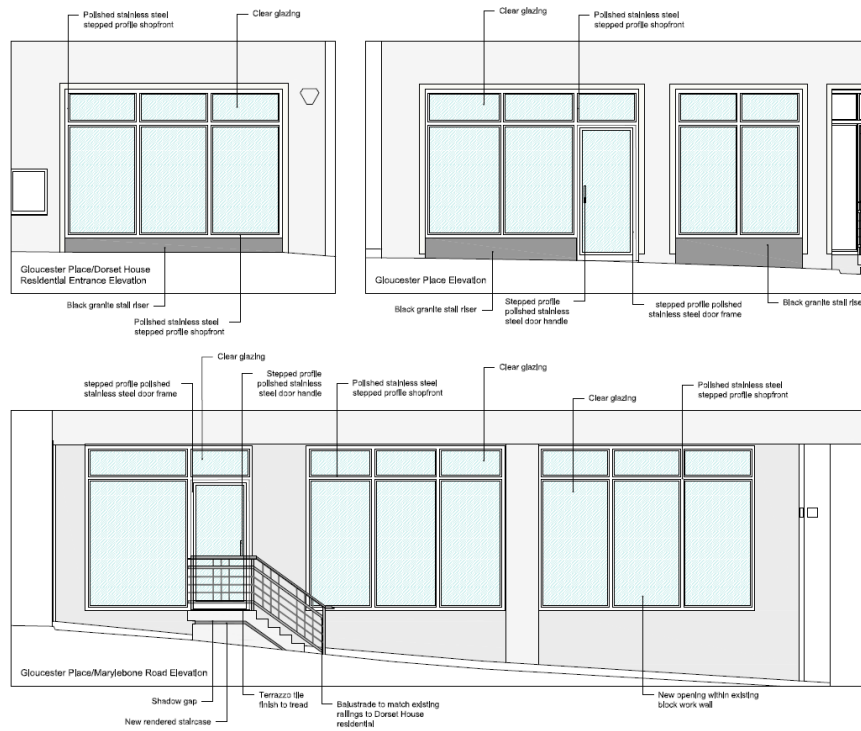 Polished stainless steel
stepped profile shopfront
Clear glazing
Gloucester Place/Dorset House
Residential Entrance Elevation
Black granite stall riser
Polished stainless steel
stepped profile shopfront
Clear glazing
Polished stainless steel
stepped profile shopfront
Gloucester Place Elevation
Black granite stall riser
Stepped profile
polished stainless
steel door handle
stepped profile polished
stainless steel door frame
Black granite stall rise
Clear glazing
stepped profile polished
stainless steel door frame
Stepped profile
polished stainless
steel door handle
Polished stainless steel
stepped profile shopfront
Clear glazing
Clear glazing
Polished stainless steel
stepped profile shopfront
Gloucester Place/Marylebone Road Elevation
Shadow gap
New rendered staircase
Terrazzo tile
finish to tread
Balustrade to match existing
railings to Dorset House
residential
New opening within existing
block work wall